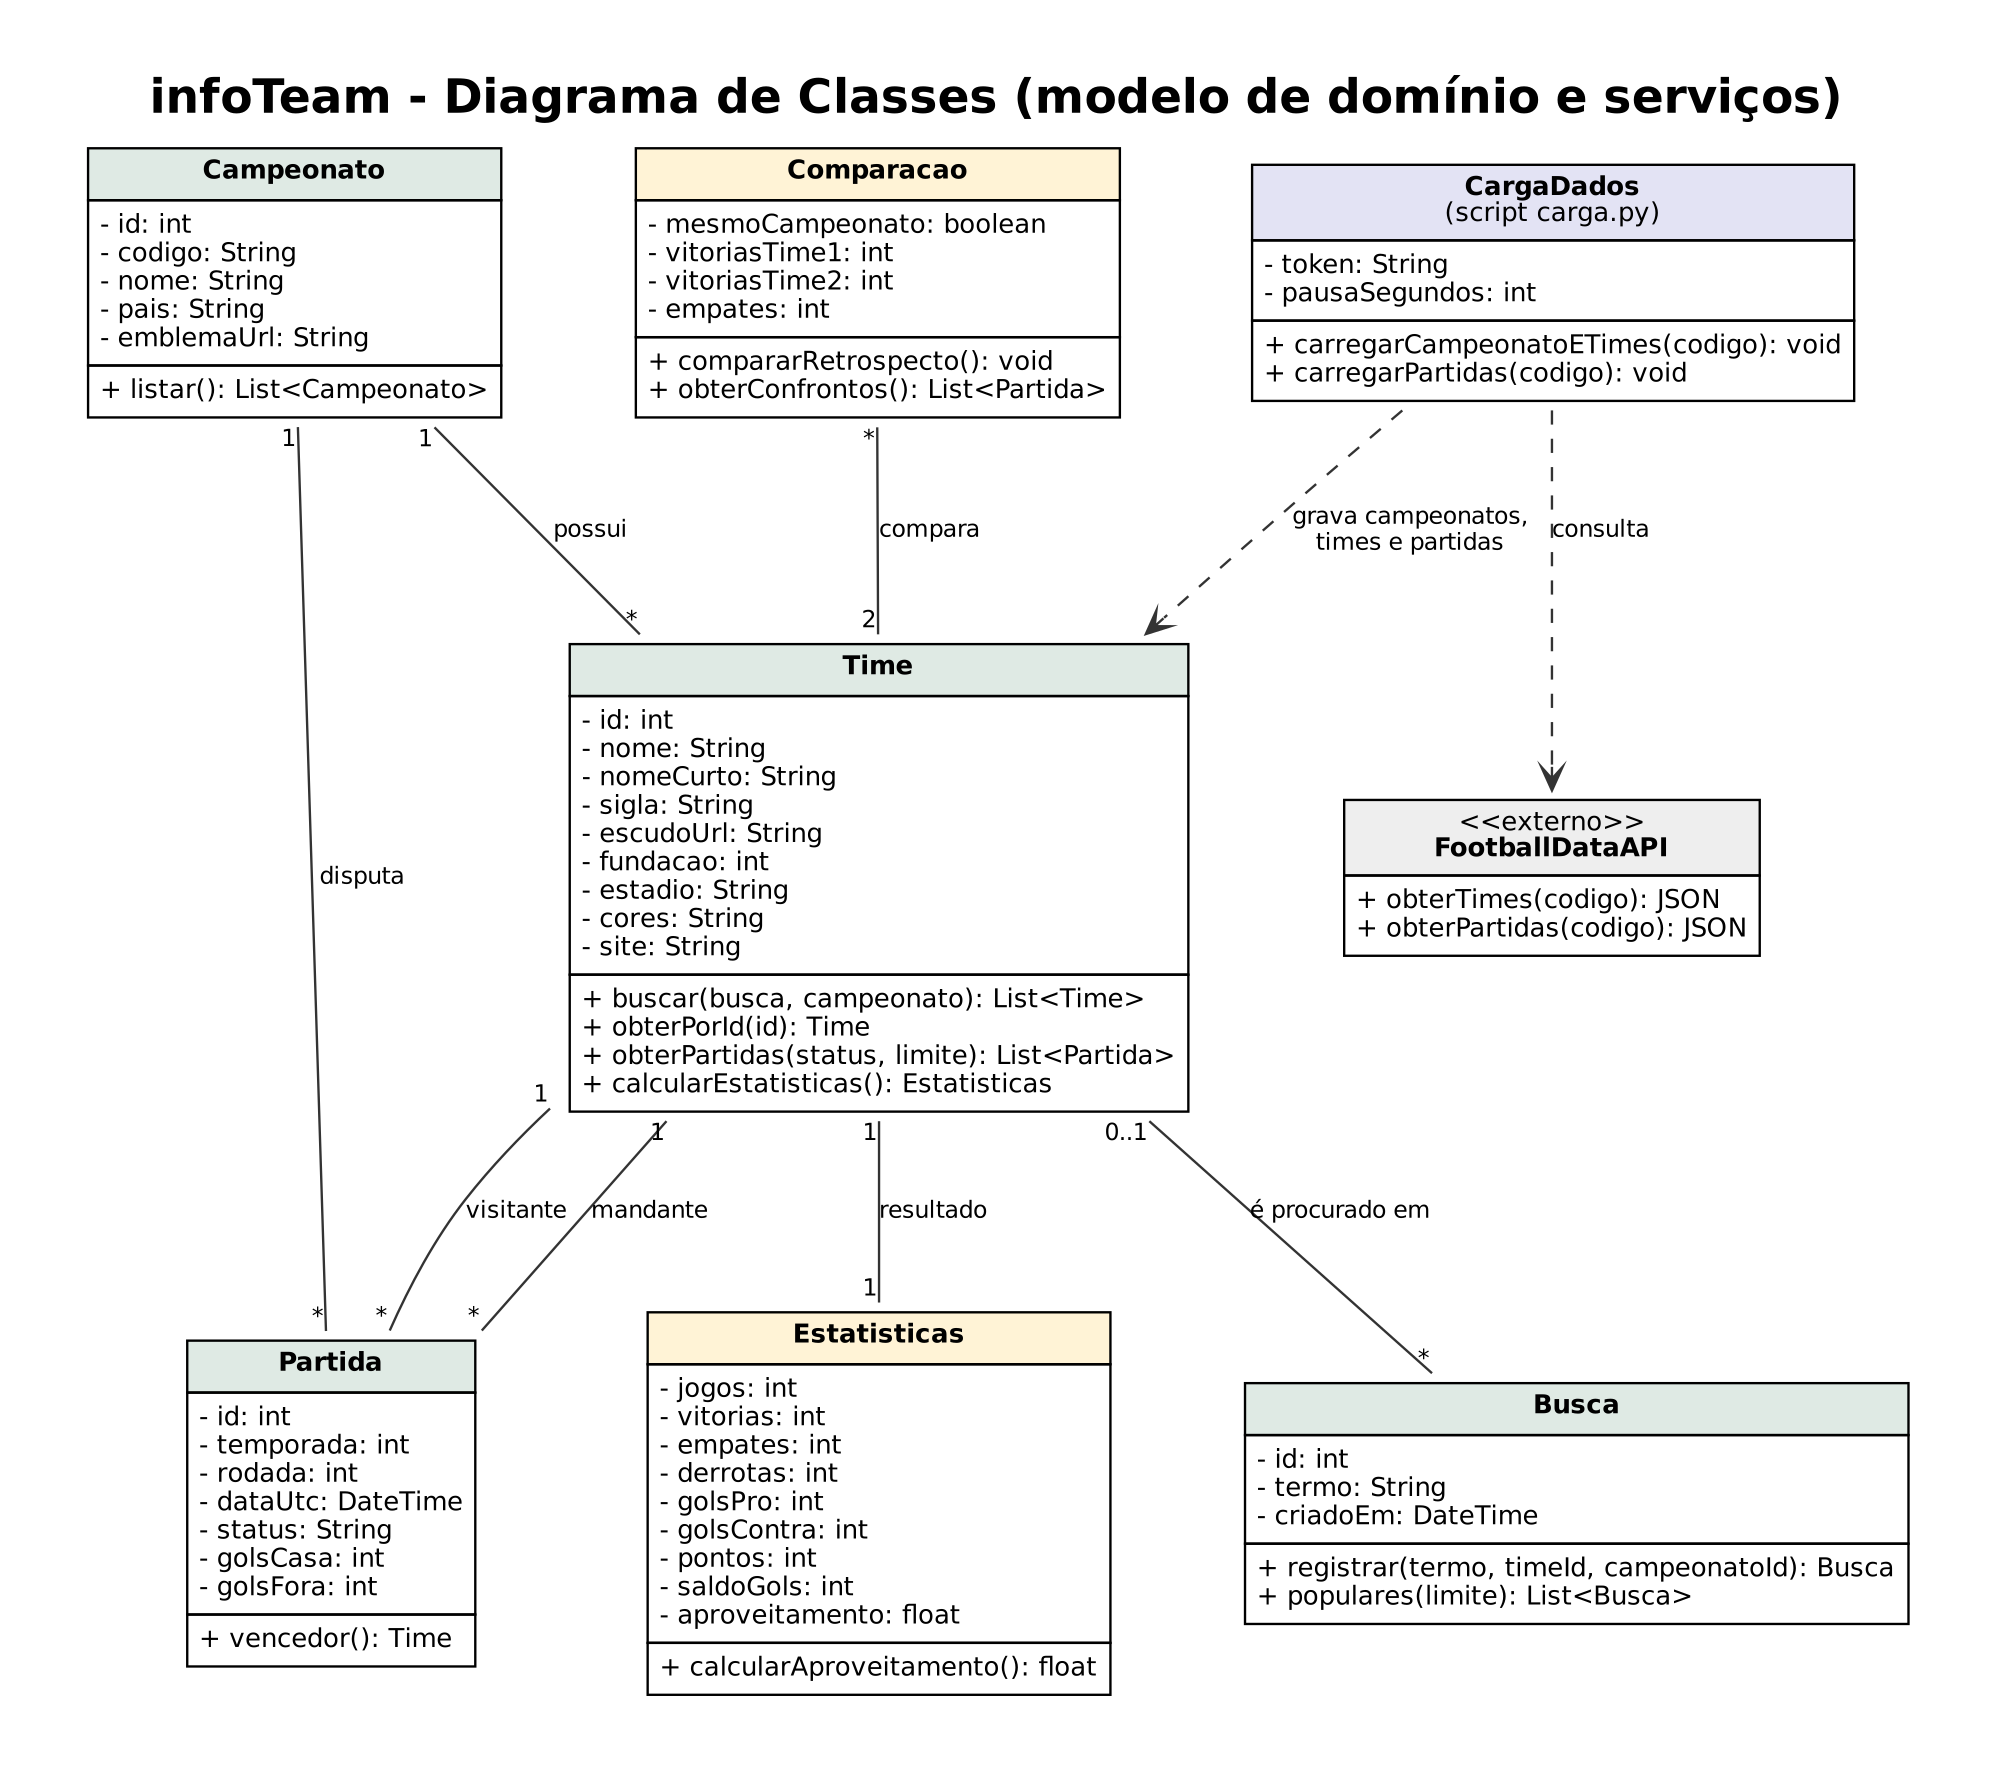 infoTeam - Diagrama de Classes (modelo de domínio e serviços)
Campeonato
- id: int
- codigo: String
- nome: String
- pais: String
- emblemaUrl: String
+ listar(): List<Campeonato>
Comparacao
- mesmoCampeonato: boolean
- vitoriasTime1: int
- vitoriasTime2: int
- empates: int
+ compararRetrospecto(): void
+ obterConfrontos(): List<Partida>
CargaDados
(script carga.py)
- token: String
- pausaSegundos: int
+ carregarCampeonatoETimes(codigo): void
+ carregarPartidas(codigo): void
1
1
*
possui
compara
grava campeonatos,
times e partidas
consulta
*
2
Time
- id: int
- nome: String
- nomeCurto: String
- sigla: String
- escudoUrl: String
- fundacao: int
- estadio: String
- cores: String
- site: String
+ buscar(busca, campeonato): List<Time>
+ obterPorId(id): Time
+ obterPartidas(status, limite): List<Partida>
+ calcularEstatisticas(): Estatisticas
disputa
<<externo>>
FootballDataAPI
+ obterTimes(codigo): JSON
+ obterPartidas(codigo): JSON
1
1
1
0..1
visitante
mandante
resultado
é procurado em
*
*
*
1
*
Partida
- id: int
- temporada: int
- rodada: int
- dataUtc: DateTime
- status: String
- golsCasa: int
- golsFora: int
+ vencedor(): Time
Estatisticas
- jogos: int
- vitorias: int
- empates: int
- derrotas: int
- golsPro: int
- golsContra: int
- pontos: int
- saldoGols: int
- aproveitamento: float
+ calcularAproveitamento(): float
Busca
- id: int
- termo: String
- criadoEm: DateTime
+ registrar(termo, timeId, campeonatoId): Busca
+ populares(limite): List<Busca>